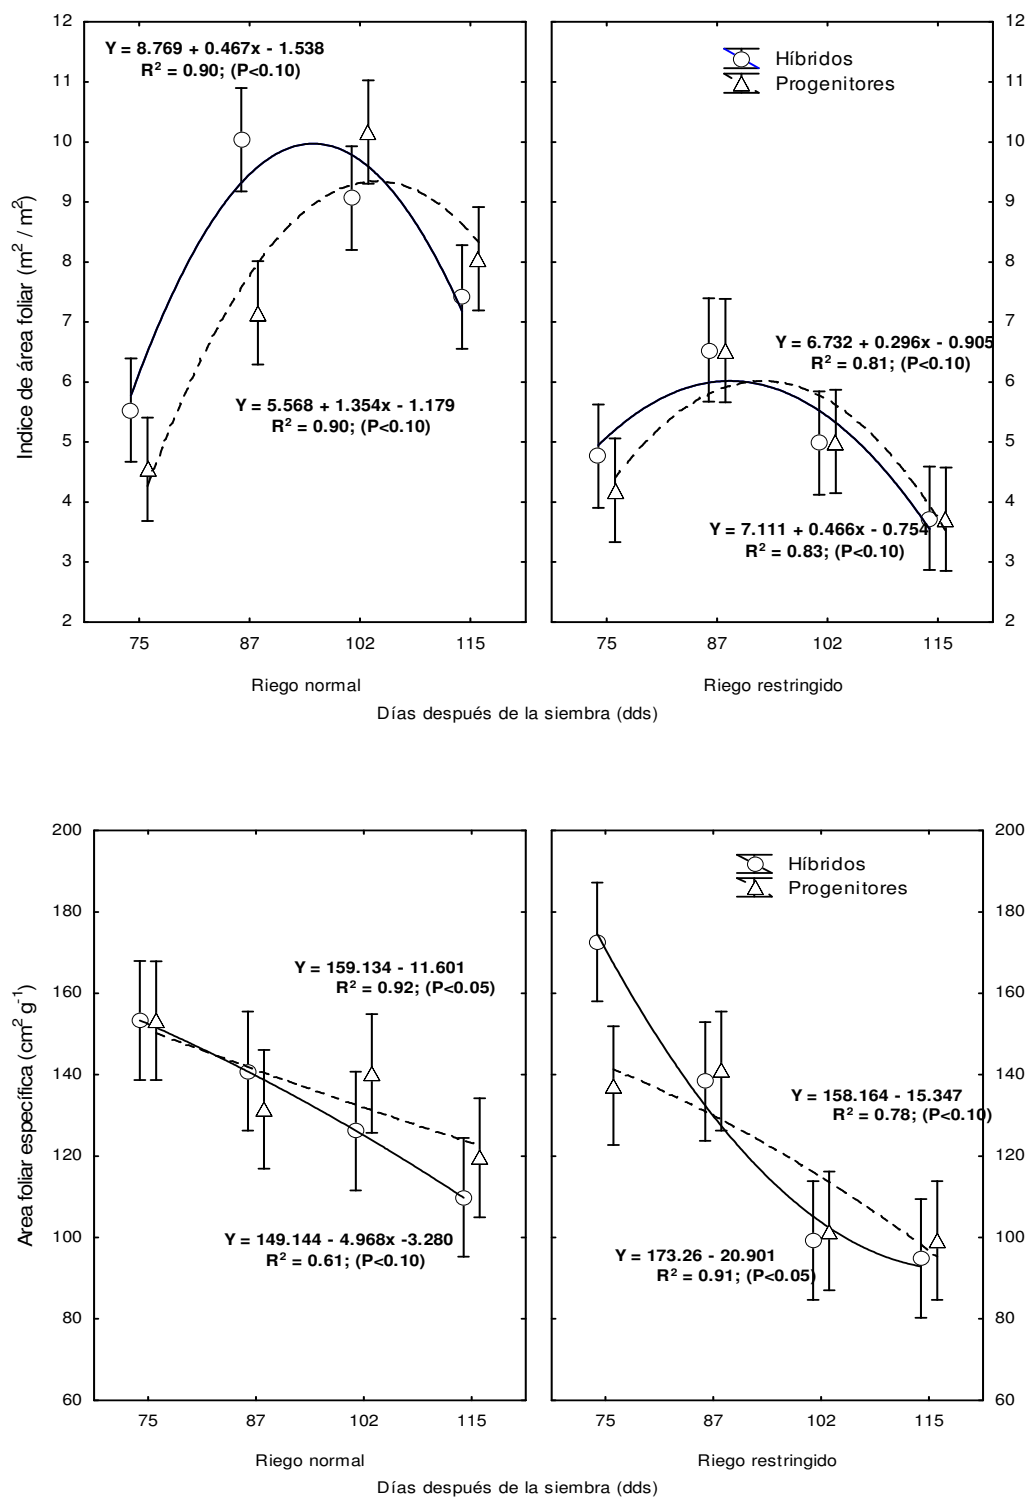 Indice de área foliar (m² / m²)
12
11
10
9
8
7
6
5
4
3
2
Y = 8.769 + 0.467x - 1.538
R² = 0.90; (P<0.10)
Y = 5.568 + 1.354x - 1.179
R² = 0.90; (P<0.10)
75 87 102 115
Riego normal
Híbridos
Progenitores
Y = 6.732 + 0.296x - 0.905
R² = 0.81; (P<0.10)
Y = 7.111 + 0.466x - 0.754
R² = 0.83; (P<0.10)
12
11
10
9
8
7
6
5
4
3
2
75 87 102 115
Riego restringido
Días después de la siembra (dds)
Area foliar específica (cm² g⁻¹)
200
180
160
140
120
100
80
60
Y = 159.134 - 11.601
R² = 0.92; (P<0.05)
Y = 149.144 - 4.968x -3.280
R² = 0.61; (P<0.10)
75 87 102 115
Riego normal
Híbridos
Progenitores
Y = 158.164 - 15.347
R² = 0.78; (P<0.10)
Y = 173.26 - 20.901
R² = 0.91; (P<0.05)
200
180
160
140
120
100
80
60
75 87 102 115
Riego restringido
Días después de la siembra (dds)